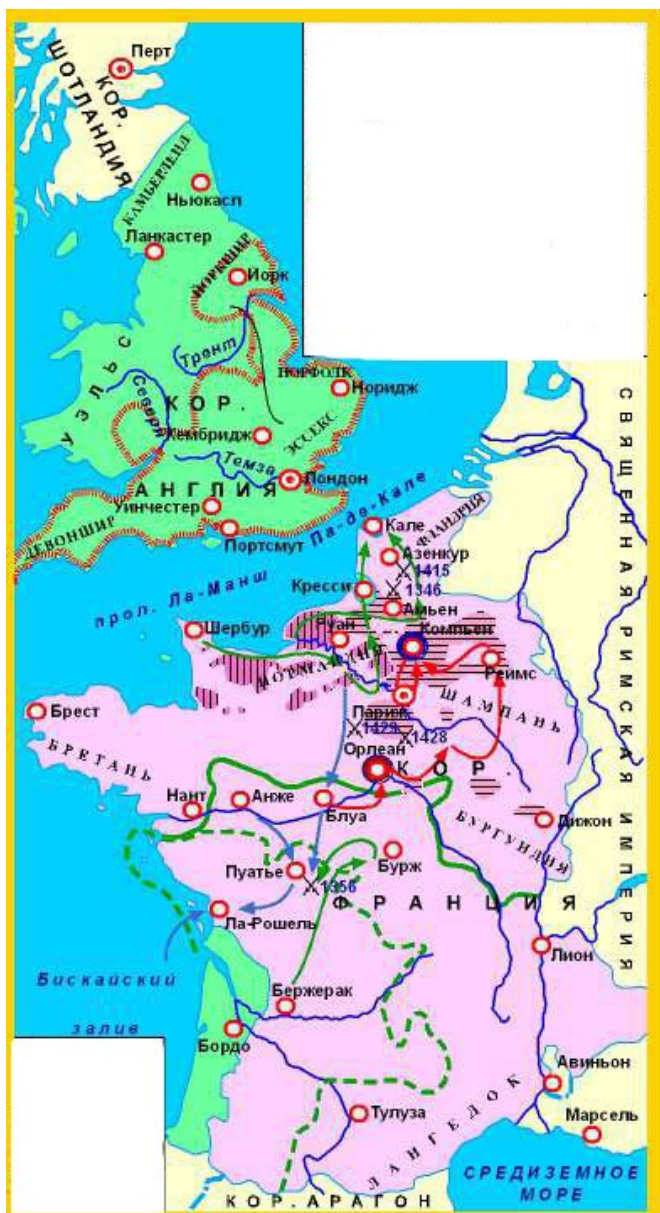 Перт
КОР.
ШОТЛАНДИЯ
КАМБЕРЛЕНД
Ньюкасл
Ланкастер
ЙОРКШИР
Йорк
Трент
УЭЛЬС
Северн
НОРФОЛК
Норидж
КОР.
АНГЛИЯ
Кембридж
ЭССЕКС
Темза
Лондон
Уинчестер
Портсмут
ДЕВОНШИР
СВЯЩЕННАЯ РИМСКАЯ ИМПЕРИЯ
Па-де-Кале
прол. Ла-Манш
Кале
ФЛАНДРИЯ
Азенкур
1415
Кресси
1346
Амьен
Шербур
Руан
Компьен
НОРМАНДИЯ
Реймс
Париж
ШАМПАНЬ
1429
1428
Брест
БРЕТАНЬ
Орлеан
КОР.
ФРАНЦИЯ
Нант
Анже
Блуа
БУРГУНДИЯ
Дижон
Бурж
Пуатье
1356
Ла-Рошель
Лион
Бискайский
залив
Бержерак
Бордо
Авиньон
Тулуза
ЛАНГЕДОК
Марсель
СРЕДИЗЕМНОЕ
МОРЕ
КОР. АРАГОН